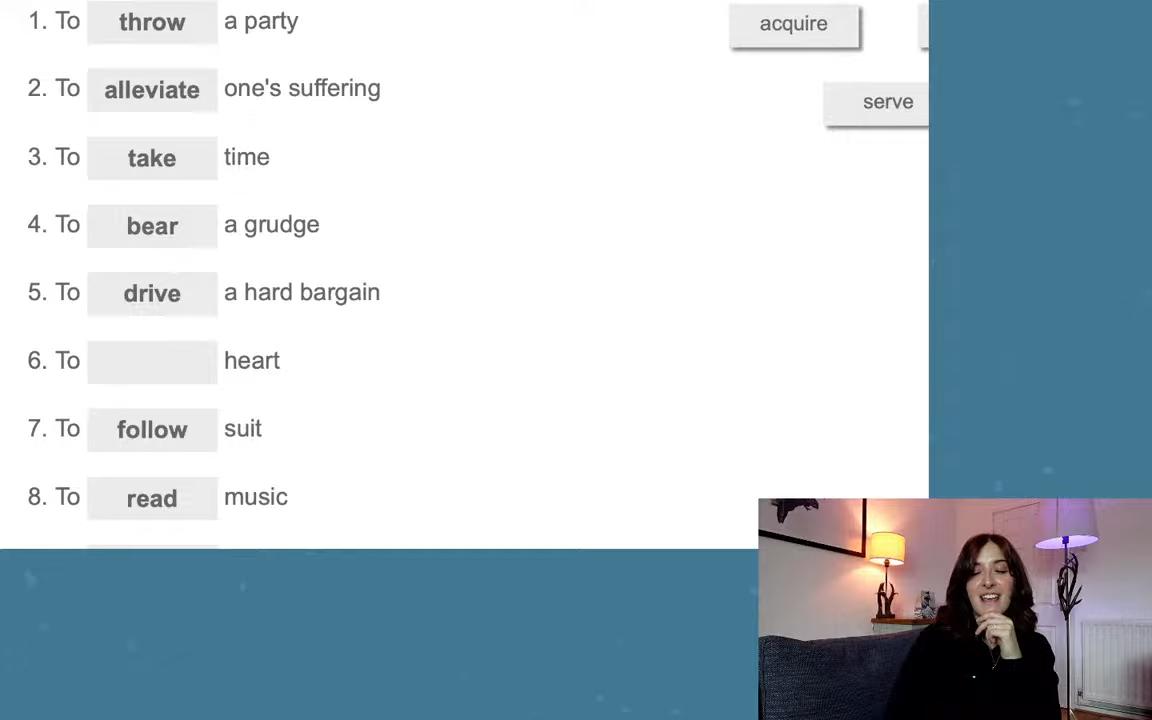 1. To throw a party
acquire
2. To alleviate one's suffering
serve
3. To take time
4. To bear a grudge
5. To drive a hard bargain
6. To heart
7. To follow suit
8. To read music